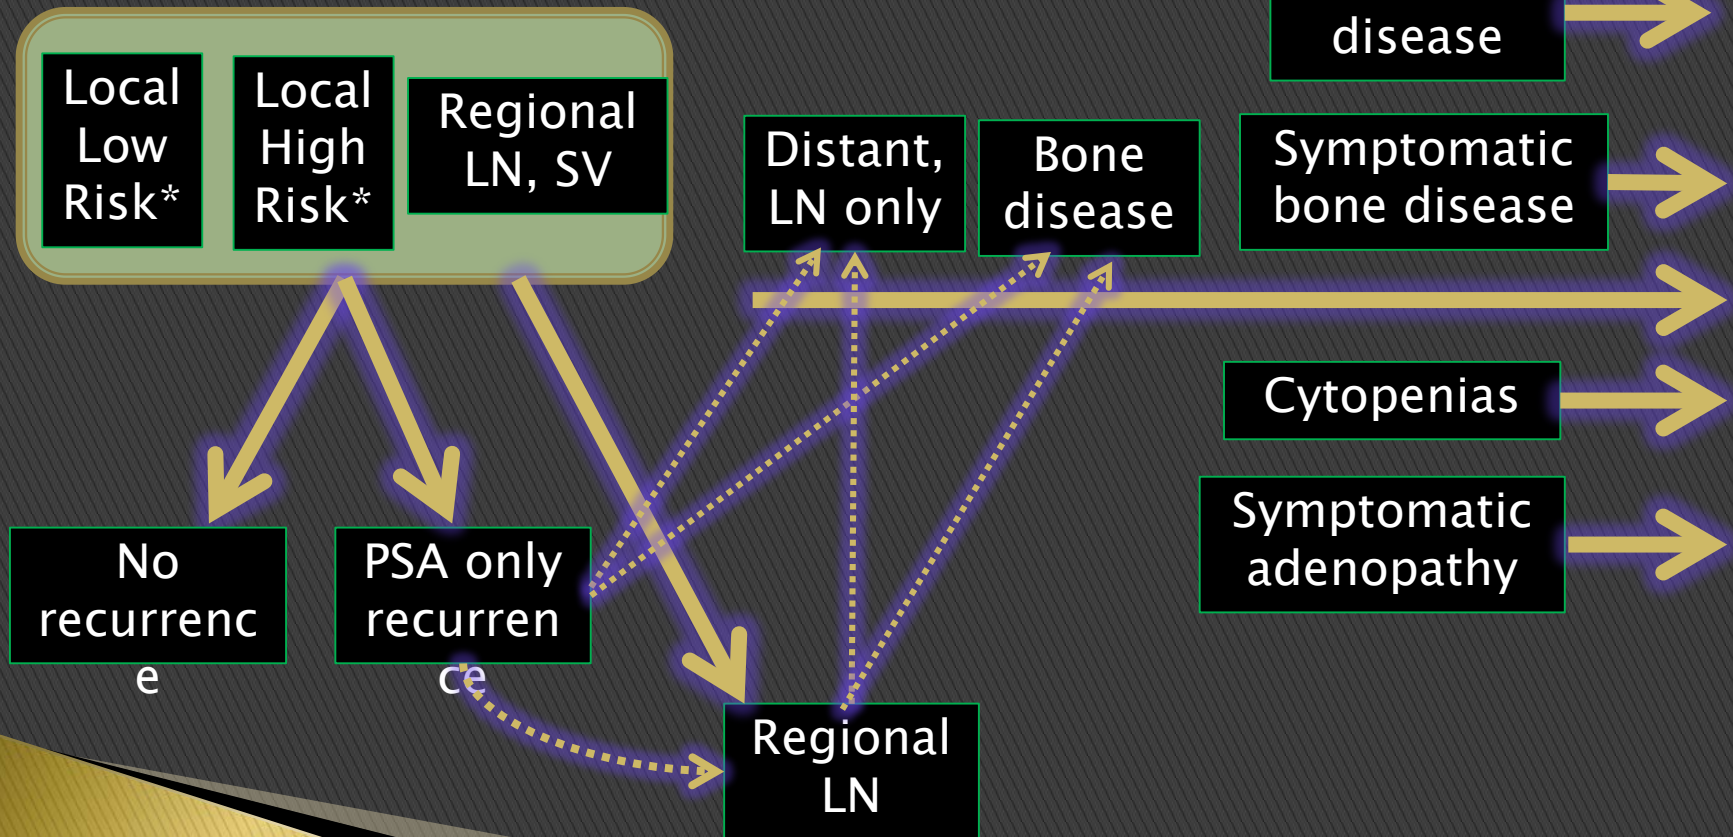 Local
Low
Risk*
Local
High
Risk*
Regional
LN, SV
Distant,
LN only
Bone
disease
disease
Symptomatic
bone disease
Cytopenias
Symptomatic
adenopathy
No
recurrenc
e
PSA only
recurren
ce
Regional
LN